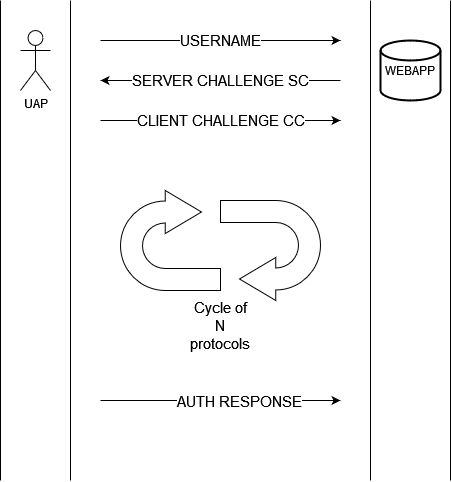 USERNAME
WEBAPP
SERVER CHALLENGE SC
UAP
CLIENT CHALLENGE CC
Cycle of
N
protocols
AUTH RESPONSE